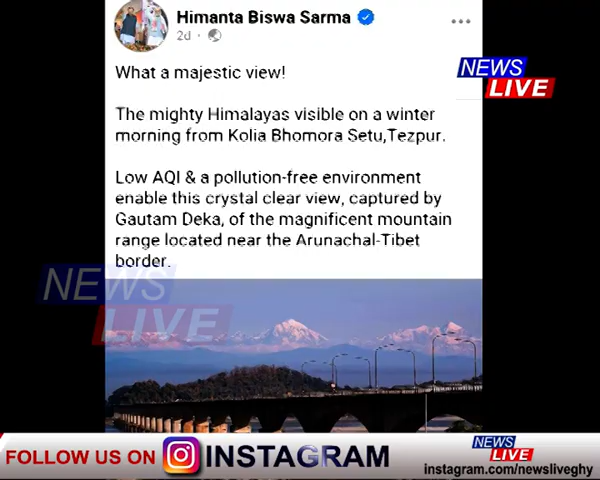 Himanta Biswa Sarma
2d
What a majestic view!
The mighty Himalayas visible on a winter
morning from Kolia Bhomora Setu,Tezpur.
Low AQI & a pollution-free environment
enable this crystal clear view, captured by
Gautam Deka, of the magnificent mountain
range located near the Arunachal-Tibet
border.
NEWS
LIVE
NEWS
LIVE
FOLLOW US ON INSTAGRAM
NEWS
LIVE
instagram.com/newsliveghy